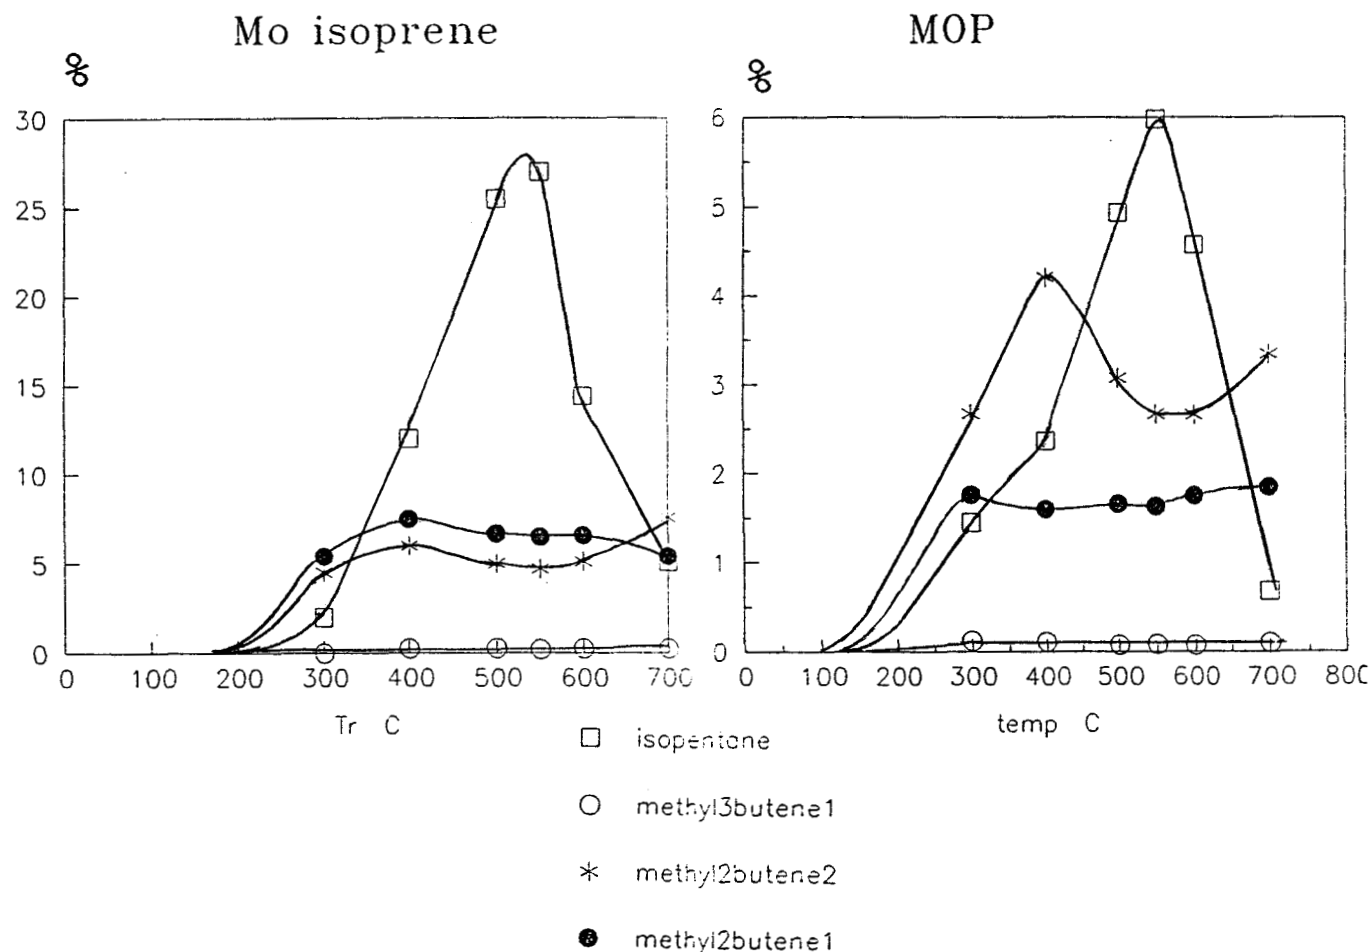 Mo isoprene
MOP
%
%
30
25
20
15
10
5
0
0 100 200 300 400 500 600 700
Tr C
6
5
4
3
2
1
0
0 100 200 300 400 500 600 700 800
temp C
isopentane
methyl3butene1
methyl2butene2
methyl2butene1